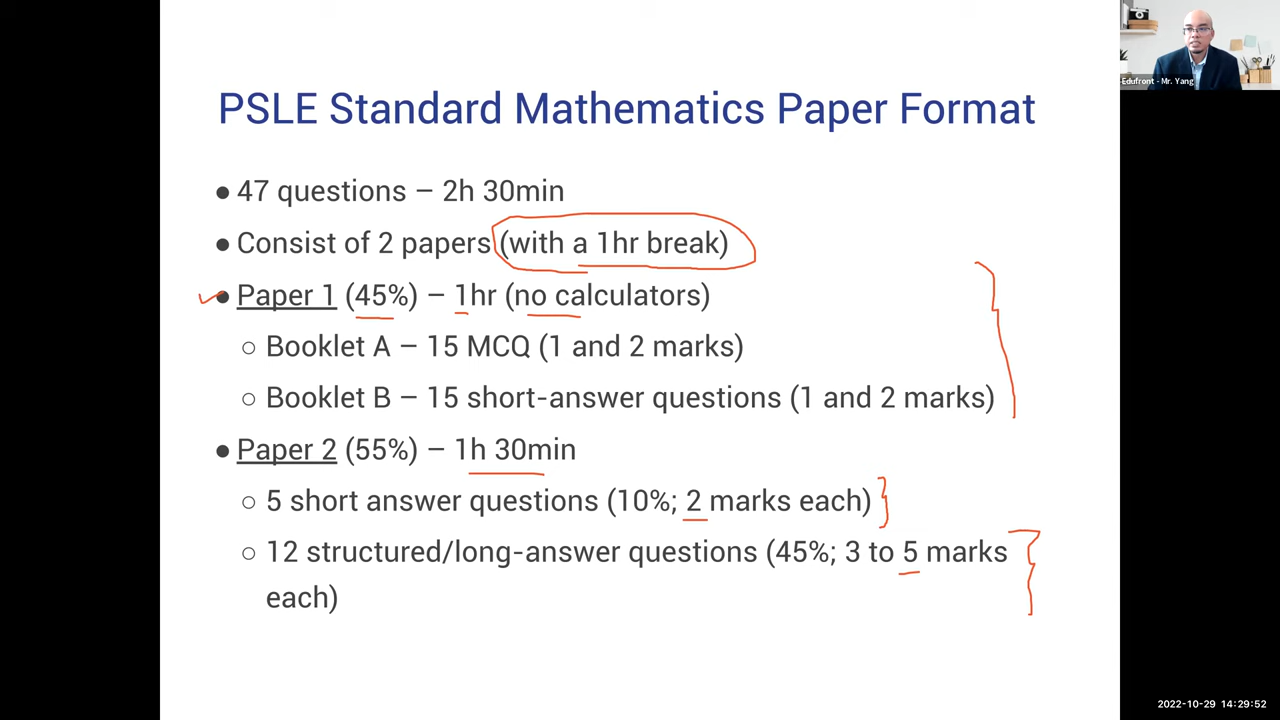 Edufront - Mr. Yang
PSLE Standard Mathematics Paper Format
● 47 questions – 2h 30min
● Consist of 2 papers (with a 1hr break)
● Paper 1 (45%) – 1hr (no calculators)
○ Booklet A – 15 MCQ (1 and 2 marks)
○ Booklet B – 15 short-answer questions (1 and 2 marks)
● Paper 2 (55%) – 1h 30min
○ 5 short answer questions (10%; 2 marks each)
○ 12 structured/long-answer questions (45%; 3 to 5 marks
each)
2022-10-29 14:29:52